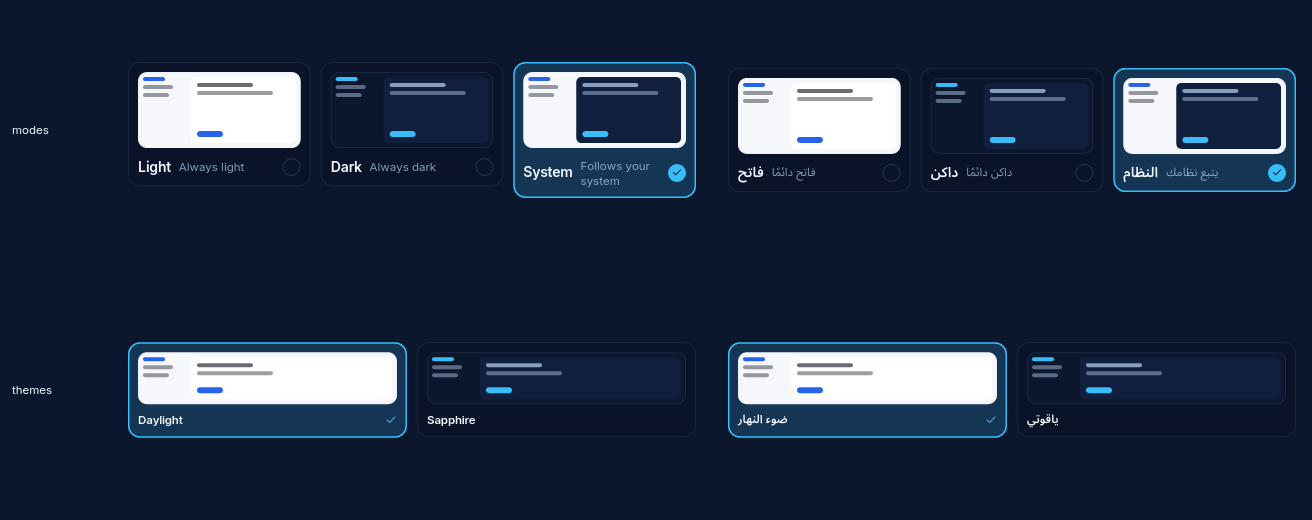 modes
Light Always light
Dark Always dark
System Follows your
system
فاتح فاتح دائمًا
داكن داكن دائمًا
النظام يتبع نظامك
themes
Daylight
Sapphire
ضوء النهار
ياقوتي